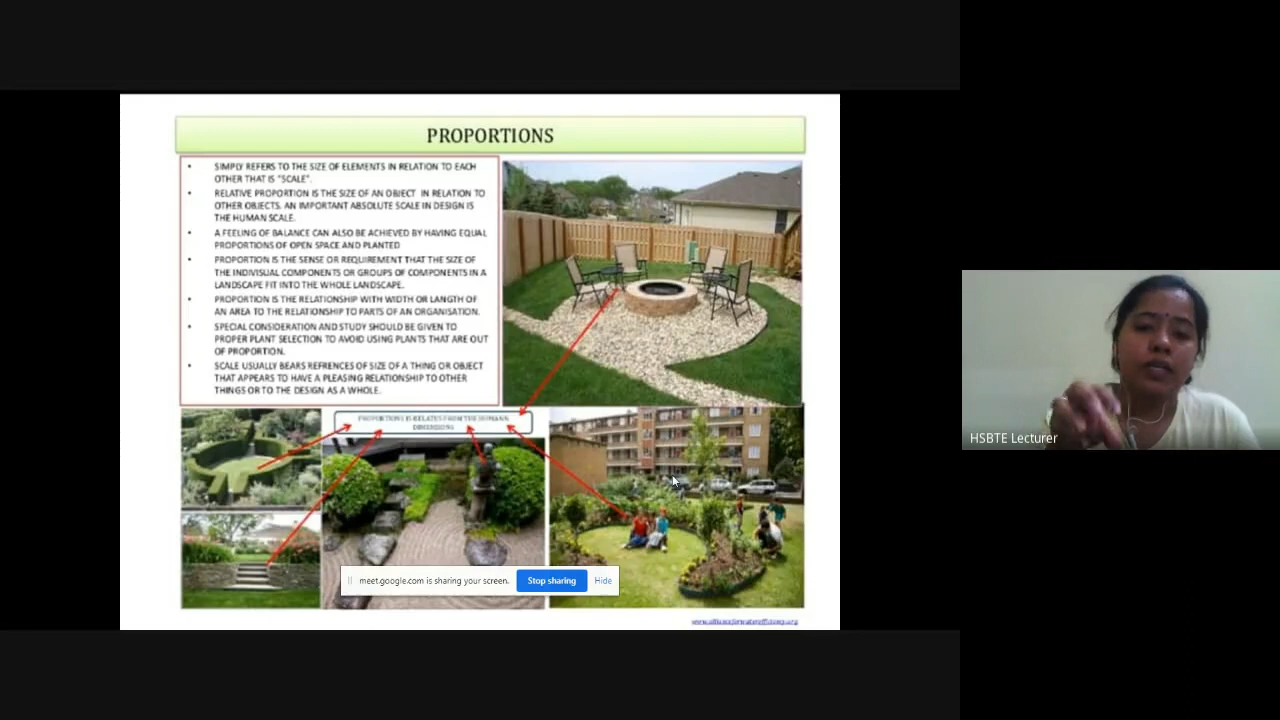 PROPORTIONS
• SIMPLY REFERS TO THE SIZE OF ELEMENTS IN RELATION TO EACH
OTHER THAT IS "SCALE".
• RELATIVE PROPORTION IS THE SIZE OF AN OBJECT IN RELATION TO
OTHER OBJECTS. AN IMPORTANT ABSOLUTE SCALE IN DESIGN IS
THE HUMAN SCALE.
• A FEELING OF BALANCE CAN ALSO BE ACHIEVED BY HAVING EQUAL
PROPORTIONS OF OPEN SPACE AND PLANTED
• PROPORTION IS THE SENSE OR REQUIREMENT THAT THE SIZE OF
THE INDIVISUAL COMPONENTS OR GROUPS OF COMPONENTS IN A
LANDSCAPE FIT INTO THE WHOLE LANDSCAPE.
• PROPORTION IS THE RELATIONSHIP WITH WIDTH OR LANGTH OF
AN AREA TO THE RELATIONSHIP TO PARTS OF AN ORGANISATION.
• SPECIAL CONSIDERATION AND STUDY SHOULD BE GIVEN TO
PROPER PLANT SELECTION TO AVOID USING PLANTS THAT ARE OUT
OF PROPORTION.
• SCALE USUALLY BEARS REFRENCES OF SIZE OF A THING OR OBJECT
THAT APPEARS TO HAVE A PLEASING RELATIONSHIP TO OTHER
THINGS OR TO THE DESIGN AS A WHOLE.
IS RELATES FROM THE HUMANS
DIMENSIONS
meet.google.com is sharing your screen. Stop sharing Hide
www.allianceforwaterefficiency.org
HSBTE Lecturer